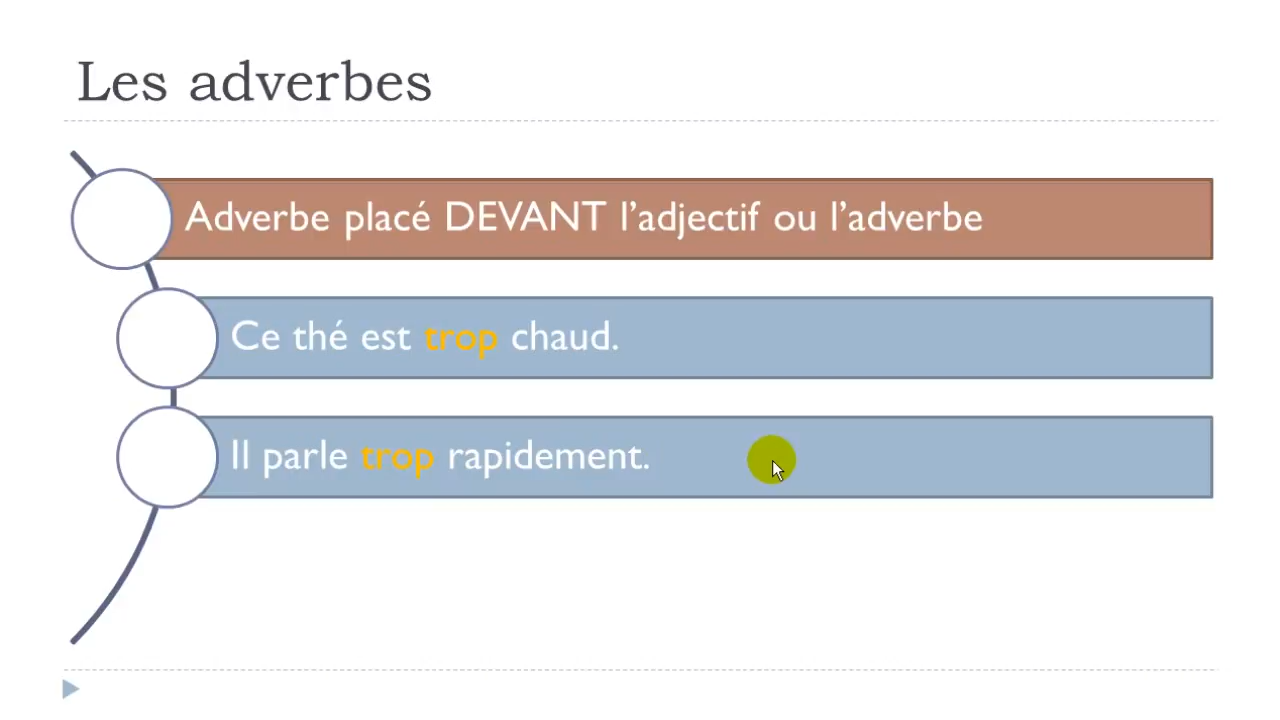 Les adverbes
Adverbe placé DEVANT l’adjectif ou l’adverbe
Ce thé est trop chaud.
Il parle trop rapidement.